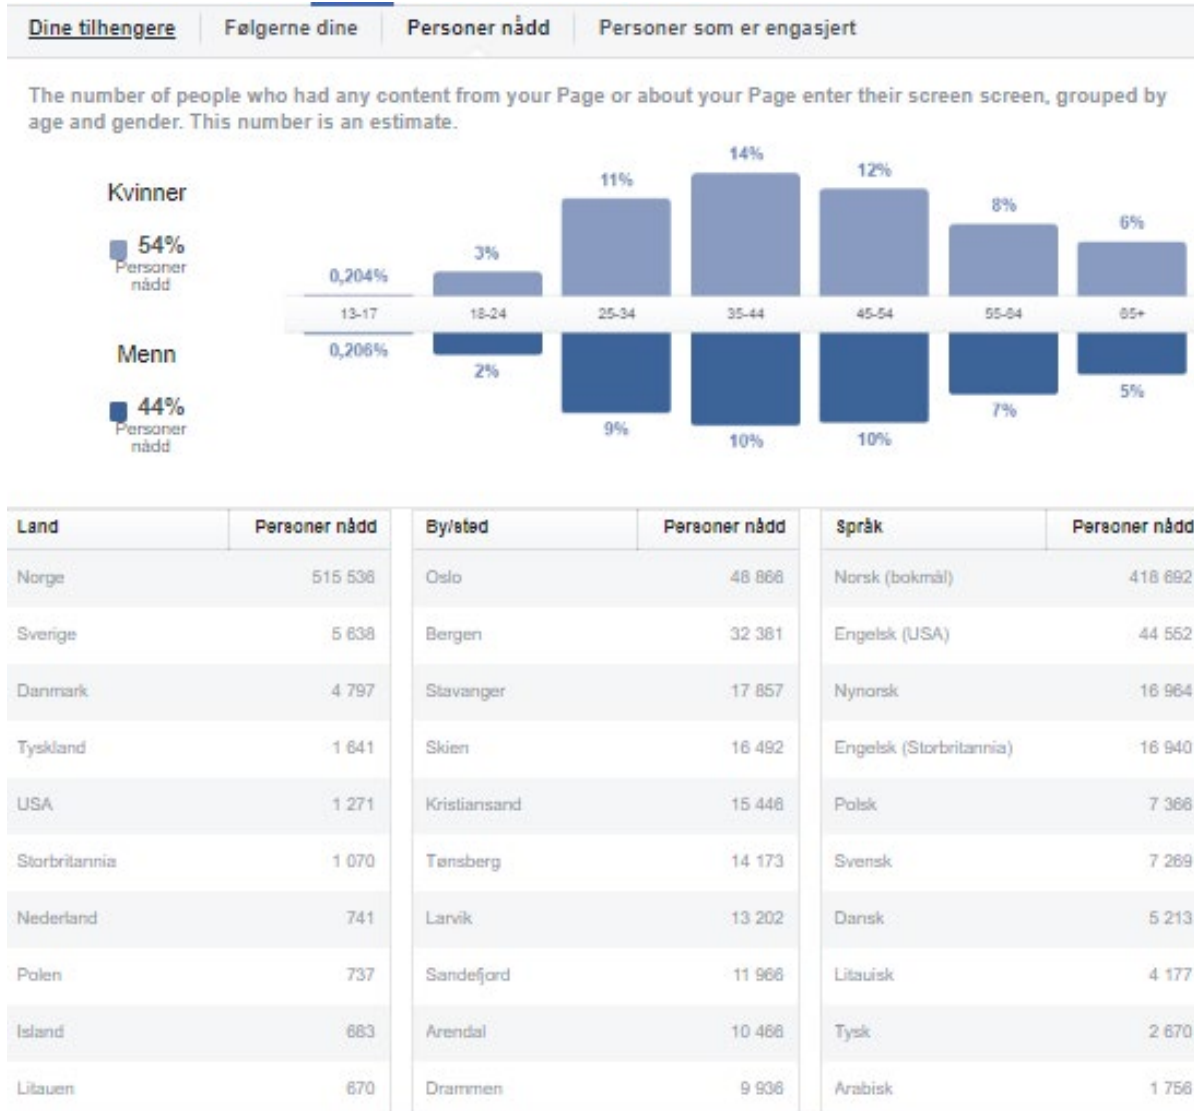 Dine tilhengere Følgerne dine Personer nådd Personer som er engasjert
The number of people who had any content from your Page or about your Page enter their screen screen, grouped by
age and gender. This number is an estimate.
Kvinner
54%
Personer
nådd
0,204% 3% 11% 14% 12% 8% 6%
13-17 18-24 25-34 35-44 45-54 55-64 65+
Menn
44%
Personer
nådd
0,206% 2% 9% 10% 10% 7% 5%
Land Personer nådd By/sted Personer nådd Språk Personer nådd
Norge 515 536 Oslo 48 866 Norsk (bokmål) 418 692
Sverige 5 638 Bergen 32 381 Engelsk (USA) 44 552
Danmark 4 797 Stavanger 17 857 Nynorsk 16 964
Tyskland 1 641 Skien 16 492 Engelsk (Storbritannia) 16 940
USA 1 271 Kristiansand 15 446 Polsk 7 366
Storbritannia 1 070 Tønsberg 14 173 Svensk 7 269
Nederland 741 Larvik 13 202 Dansk 5 213
Polen 737 Sandefjord 11 966 Litauisk 4 177
Island 683 Arendal 10 466 Tysk 2 670
Litauen 670 Drammen 9 936 Arabisk 1 756